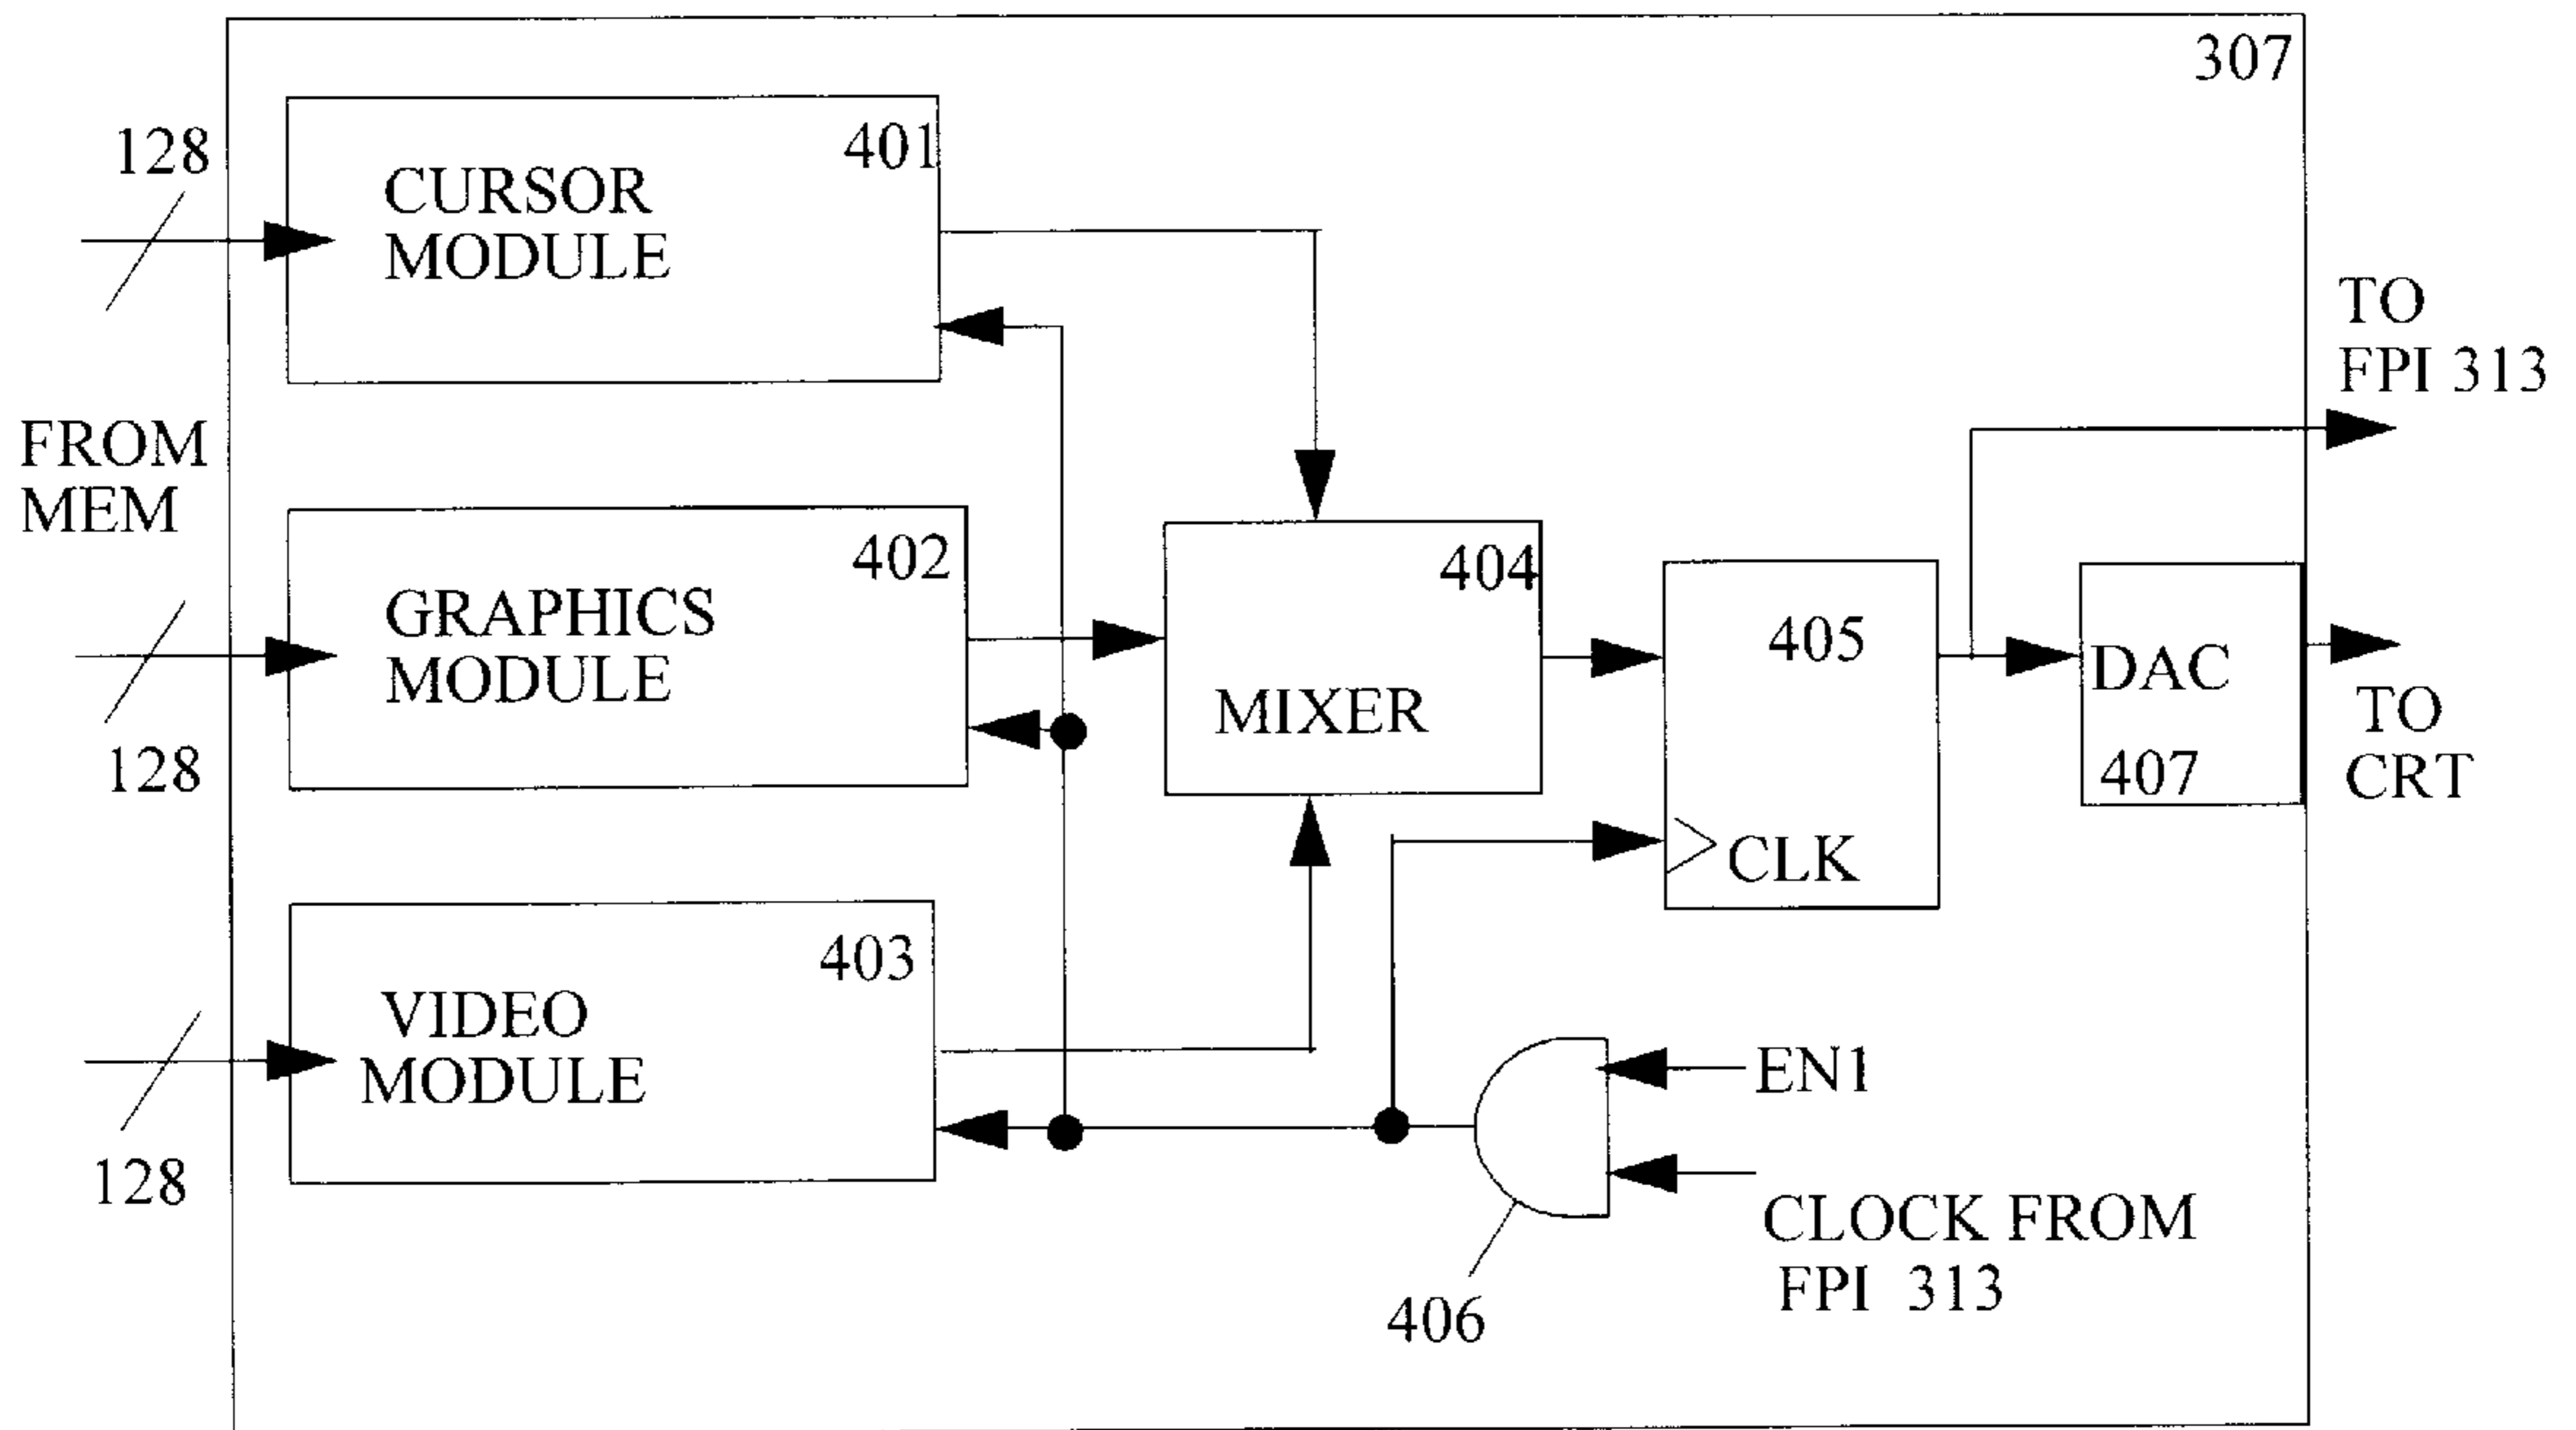 307
128
401
CURSOR
MODULE
TO
FPI 313
FROM
MEM
402
GRAPHICS
MODULE
128
404
MIXER
405
CLK
DAC
407
TO
CRT
403
VIDEO
MODULE
128
EN1
CLOCK FROM
FPI 313
406